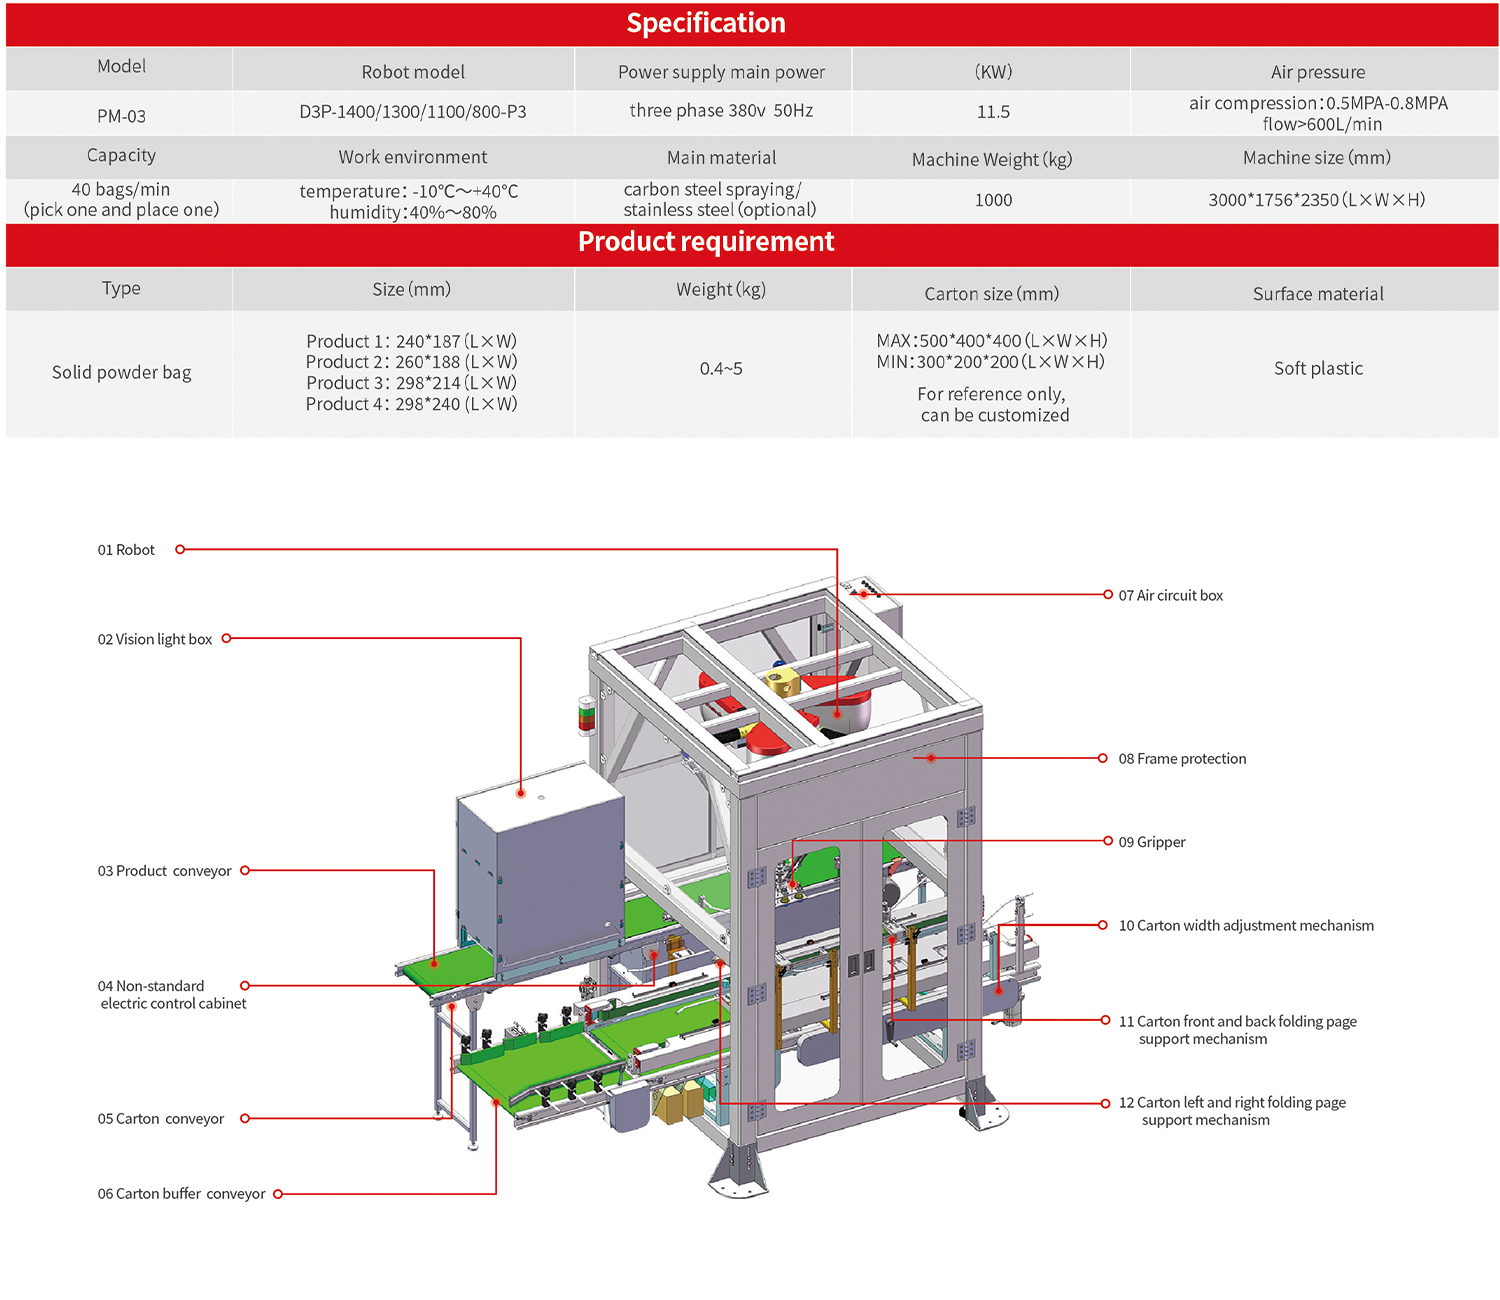 Specification
Model
Robot model
Power supply main power
(KW)
Air pressure
PM-03
D3P-1400/1300/1100/800-P3
three phase 380v 50Hz
11.5
air compression:0.5MPA-0.8MPA
flow>600L/min
Capacity
Work environment
Main material
Machine Weight(kg)
Machine size(mm)
40 bags/min
(pick one and place one)
temperature: -10℃～+40℃
humidity:40%～80%
carbon steel spraying/
stainless steel(optional)
1000
3000*1756*2350(L×W×H)
Product requirement
Type
Size(mm)
Weight(kg)
Carton size(mm)
Surface material
Solid powder bag
Product 1: 240*187(L×W)
Product 2: 260*188 (L×W)
Product 3: 298*214(L×W)
Product 4: 298*240 (L×W)
0.4~5
MAX:500*400*400(L×W×H)
MIN:300*200*200(L×W×H)
For reference only,
can be customized
Soft plastic
01 Robot
07 Air circuit box
02 Vision light box
08 Frame protection
09 Gripper
03 Product conveyor
10 Carton width adjustment mechanism
04 Non-standard
electric control cabinet
11 Carton front and back folding page
support mechanism
05 Carton conveyor
12 Carton left and right folding page
support mechanism
06 Carton buffer conveyor